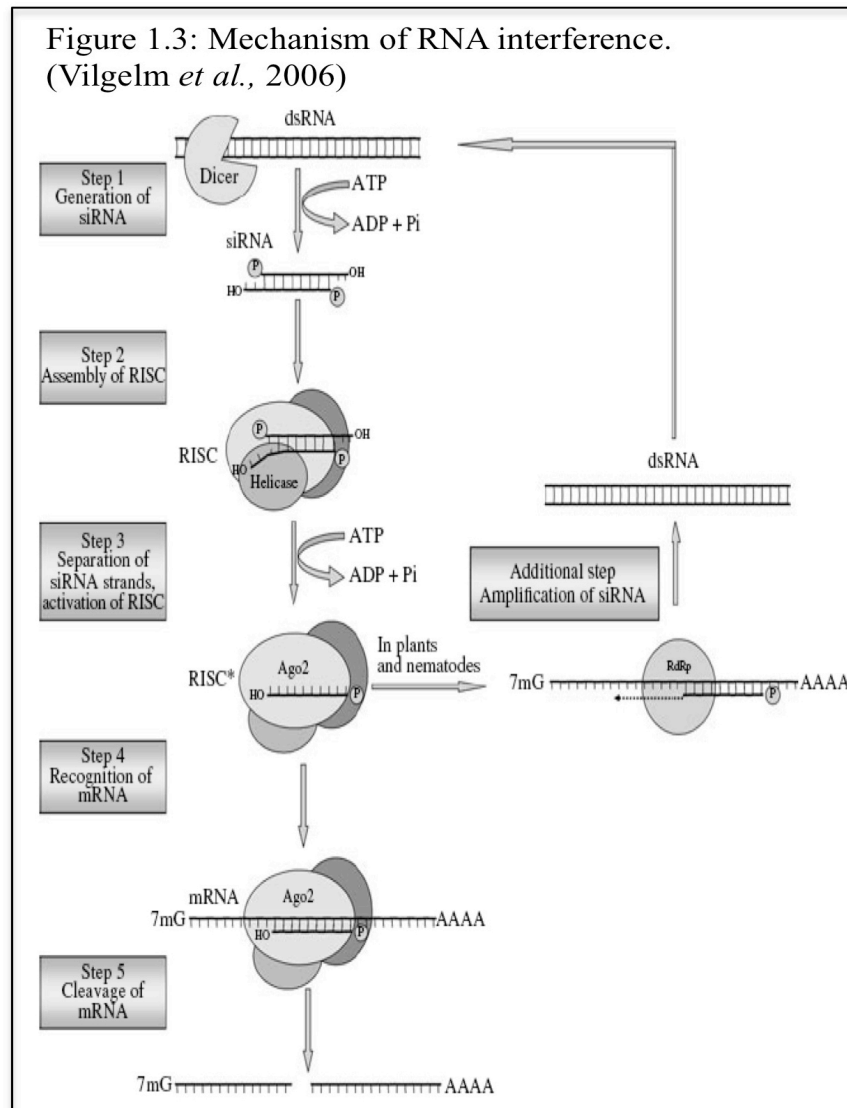 Figure 1.3: Mechanism of RNA interference.
(Vilgelm et al., 2006)
dsRNA
Dicer
Step 1
Generation of
siRNA
ATP
ADP + Pi
siRNA
P
OH
HO
P
Step 2
Assembly of RISC
RISC
P
OH
HO
P
Helicase
dsRNA
Step 3
Separation of
siRNA strands,
activation of RISC
ATP
ADP + Pi
Additional step
Amplification of siRNA
RISC*
Ago2
HO
P
In plants
and nematodes
7mG
RdRp
AAAA
P
Step 4
Recognition of
mRNA
mRNA
Ago2
7mG
AAAA
HO
P
Step 5
Cleavage of
mRNA
7mG
AAAA